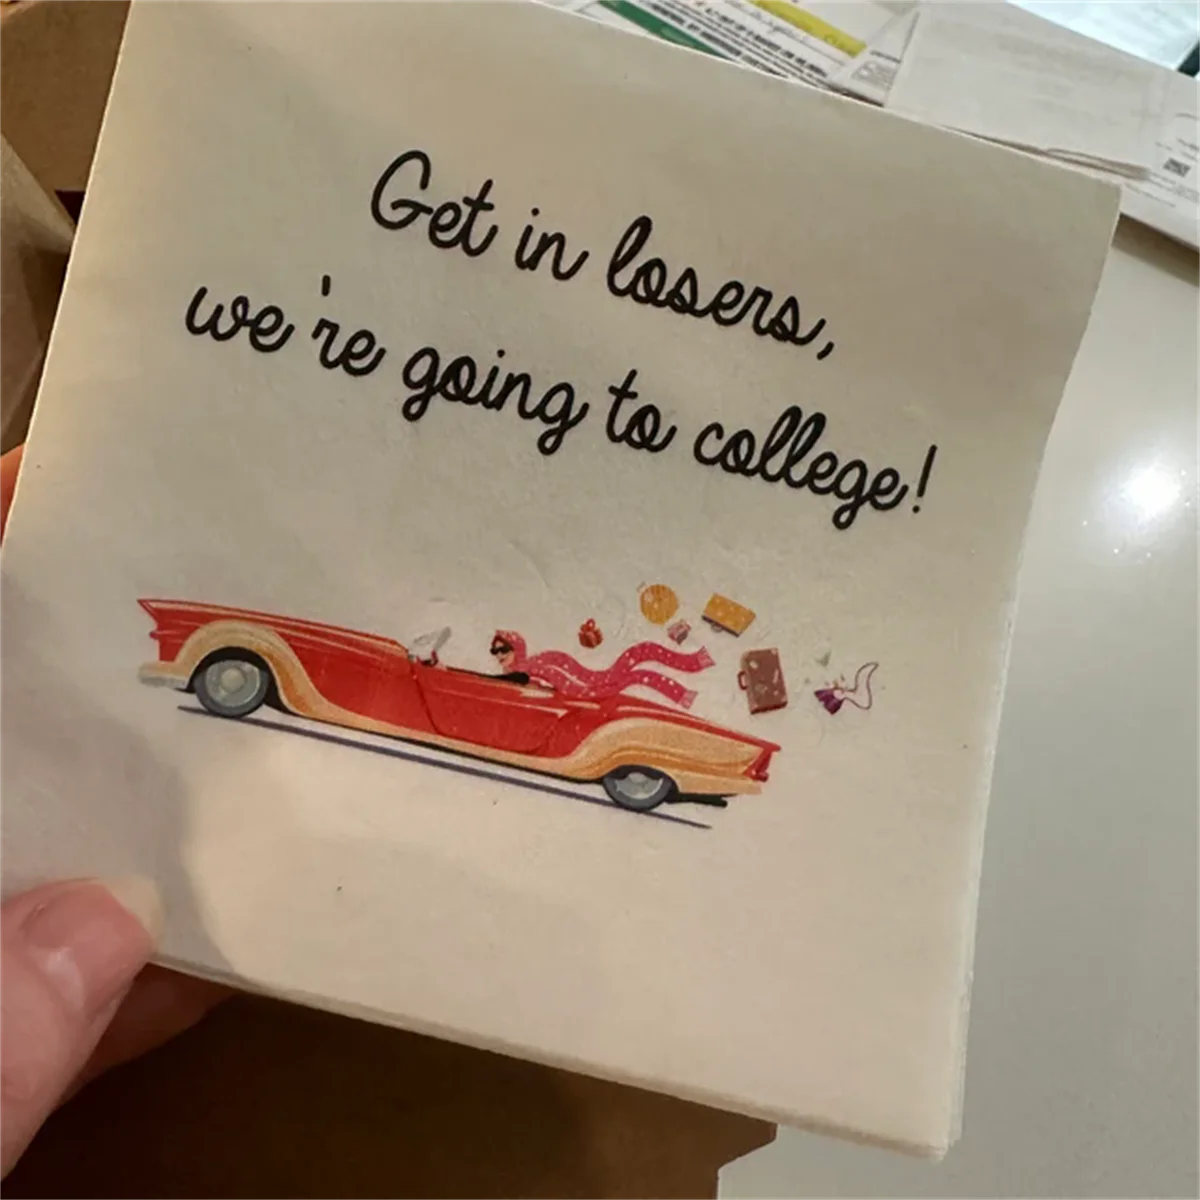 Get in losers,
we're going to college!